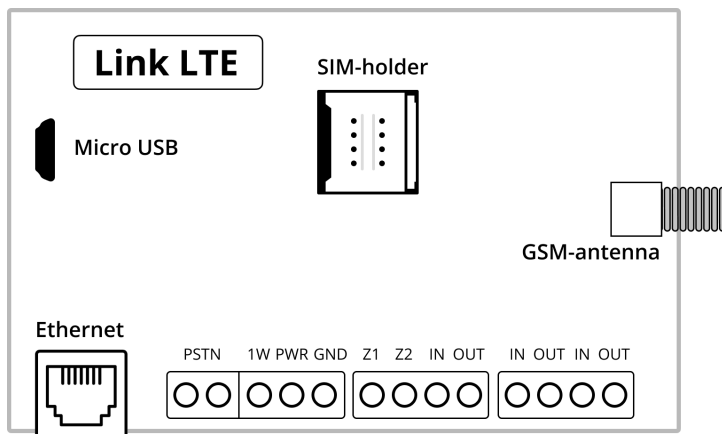 Link LTE
SIM-holder
Micro USB
GSM-antenna
Ethernet
PSTN 1W PWR GND Z1 Z2 IN OUT IN OUT IN OUT